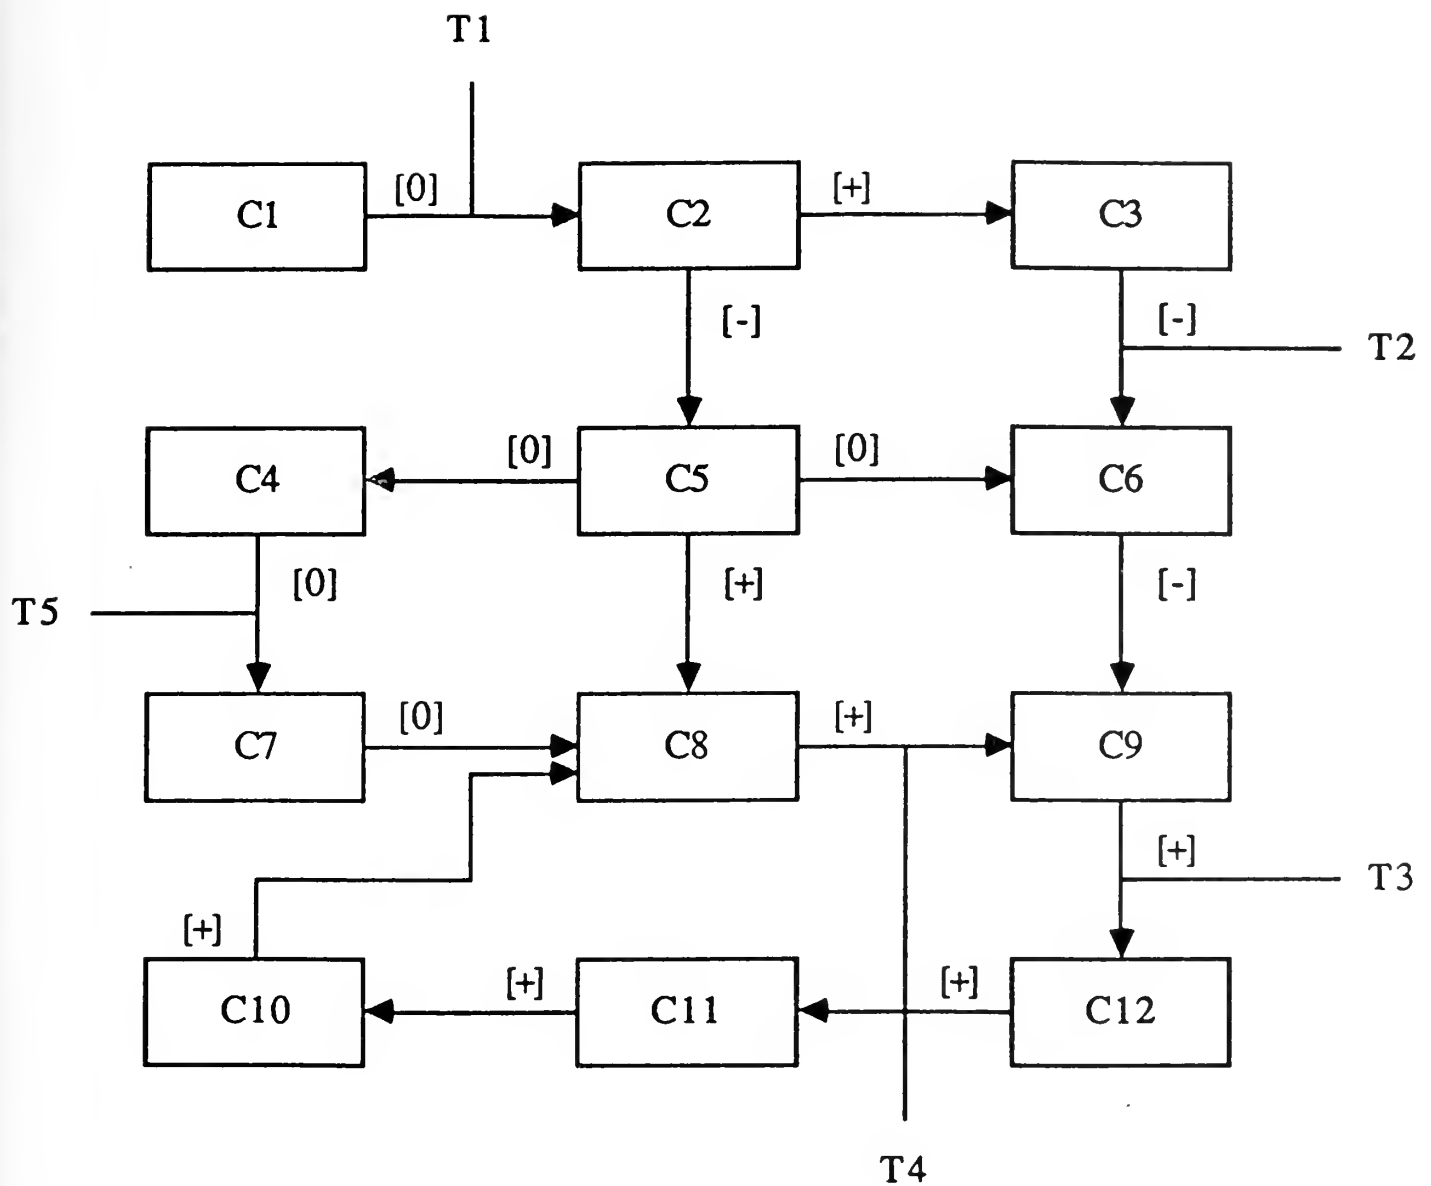 T1
C1 [0] C2 [+] C3
[-] [-] T2
C4 [0] C5 [0] C6
T5 [0] [+] [-]
C7 [0] C8 [+] C9
[+] T3
[+]
C10 [+] C11 [+] C12
T4